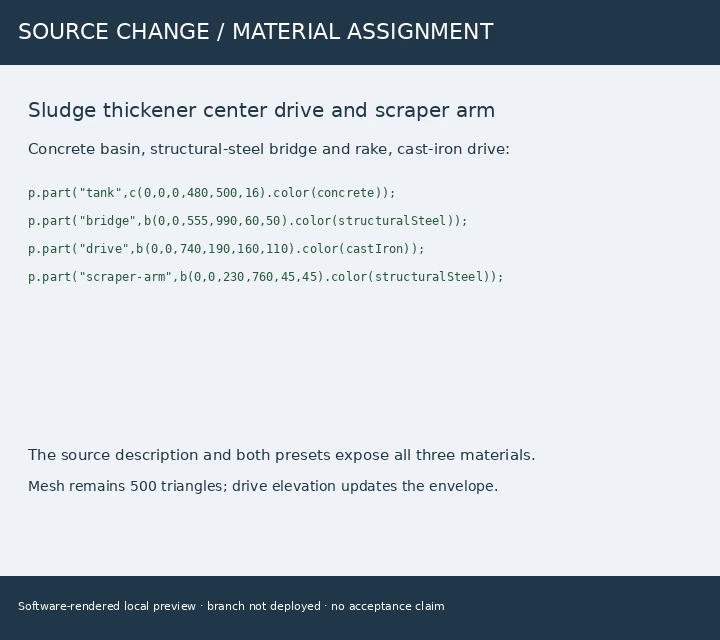 SOURCE CHANGE / MATERIAL ASSIGNMENT
Sludge thickener center drive and scraper arm
Concrete basin, structural-steel bridge and rake, cast-iron drive:
p.part("tank",c(0,0,0,480,500,16).color(concrete));
p.part("bridge",b(0,0,555,990,60,50).color(structuralSteel));
p.part("drive",b(0,0,740,190,160,110).color(castIron));
p.part("scraper-arm",b(0,0,230,760,45,45).color(structuralSteel));
The source description and both presets expose all three materials.
Mesh remains 500 triangles; drive elevation updates the envelope.
Software-rendered local preview · branch not deployed · no acceptance claim